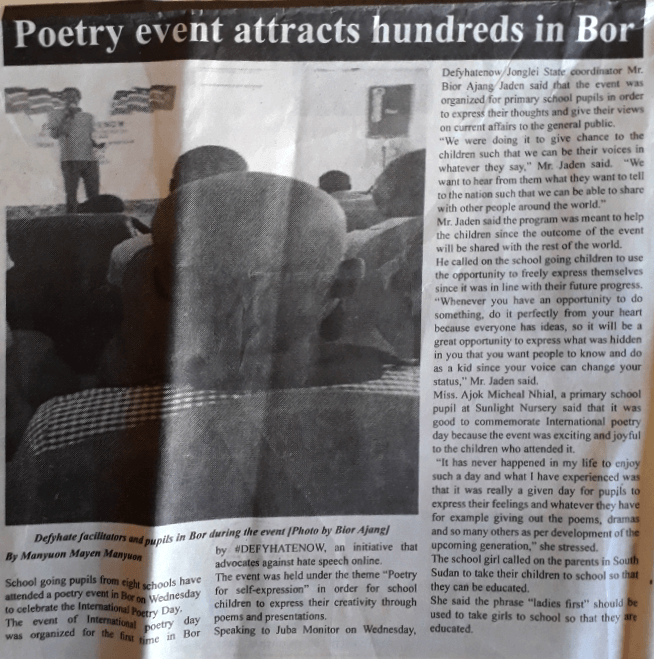 Poetry event attracts hundreds in Bor
Defyhate facilitators and pupils in Bor during the event [Photo by Bior Ajang]
By Manyuon Mayen Manyuon
School going pupils from eight schools have
attended a poetry event in Bor on Wednesday
to celebrate the International Poetry Day.
The event of International poetry day
was organized for the first time in Bor
by #DEFYHATENOW, an initiative that
advocates against hate speech online.
The event was held under the theme “Poetry
for self-expression” in order for school
children to express their creativity through
poems and presentations.
Speaking to Juba Monitor on Wednesday,
Defyhatenow Jonglei State coordinator Mr.
Bior Ajang Jaden said that the event was
organized for primary school pupils in order
to express their thoughts and give their views
on current affairs to the general public.
“We were doing it to give chance to the
children such that we can be their voices in
whatever they say,” Mr. Jaden said. “We
want to hear from them what they want to tell
to the nation such that we can be able to share
with other people around the world.”
Mr. Jaden said the program was meant to help
the children since the outcome of the event
will be shared with the rest of the world.
He called on the school going children to use
the opportunity to freely express themselves
since it was in line with their future progress.
“Whenever you have an opportunity to do
something, do it perfectly from your heart
because everyone has ideas, so it will be a
great opportunity to express what was hidden
in you that you want people to know and do
as a kid since your voice can change your
status,” Mr. Jaden said.
Miss. Ajok Micheal Nhial, a primary school
pupil at Sunlight Nursery said that it was
good to commemorate International poetry
day because the event was exciting and joyful
to the children who attended it.
“It has never happened in my life to enjoy
such a day and what I have experienced was
that it was really a given day for pupils to
express their feelings and whatever they have
for example giving out the poems, dramas
and so many others as per development of the
upcoming generation,” she stressed.
The school girl called on the parents in South
Sudan to take their children to school so that
they can be educated.
She said the phrase “ladies first” should be
used to take girls to school so that they are
educated.